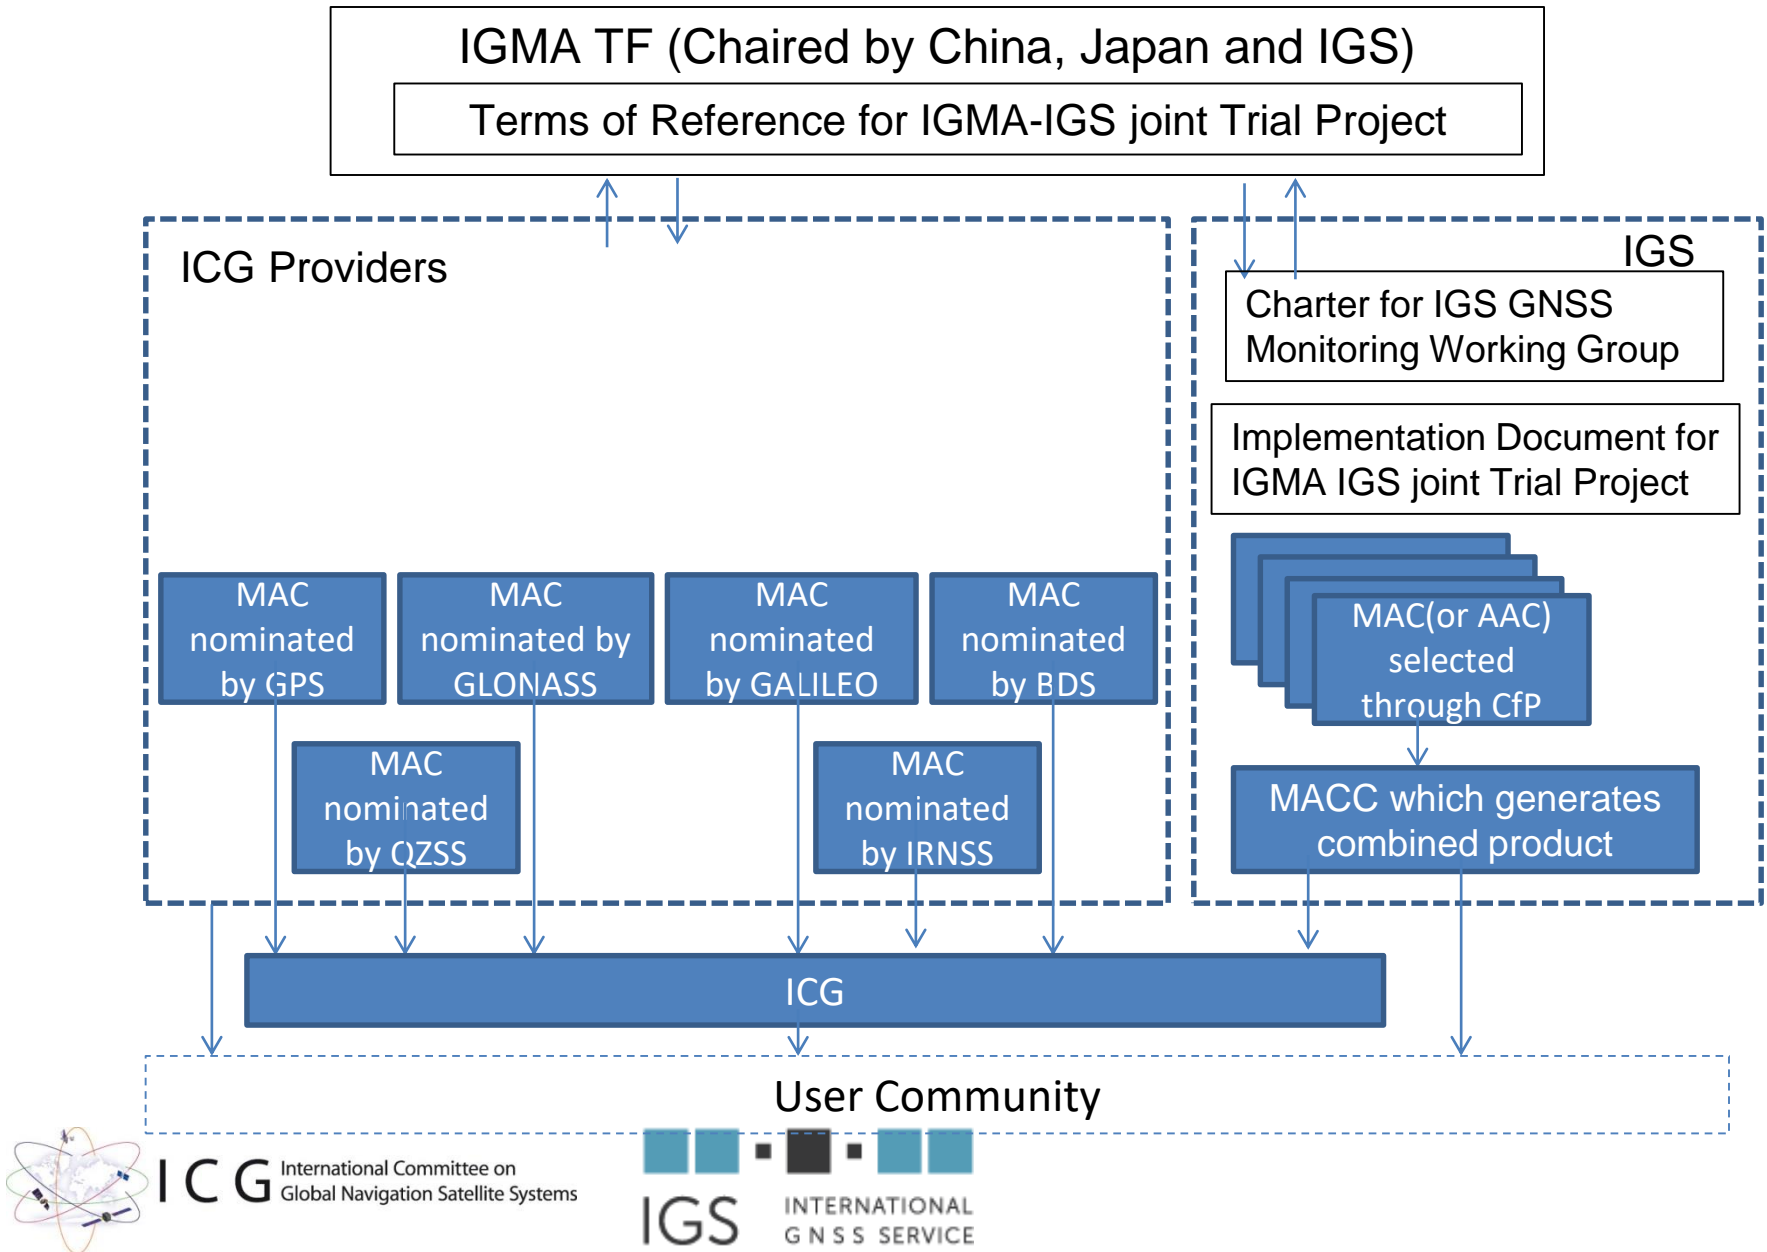 IGMA TF (Chaired by China, Japan and IGS)
Terms of Reference for IGMA-IGS joint Trial Project
ICG Providers
IGS
Charter for IGS GNSS
Monitoring Working Group
Implementation Document for
IGMA IGS joint Trial Project
MAC
nominated
by GPS
MAC
nominated by
GLONASS
MAC
nominated
by GALILEO
MAC
nominated
by BDS
MAC(or AAC)
selected
through CfP
MAC
nominated
by QZSS
MAC
nominated
by IRNSS
MACC which generates
combined product
ICG
User Community
ICG International Committee on
Global Navigation Satellite Systems
IGS INTERNATIONAL
GNSS SERVICE